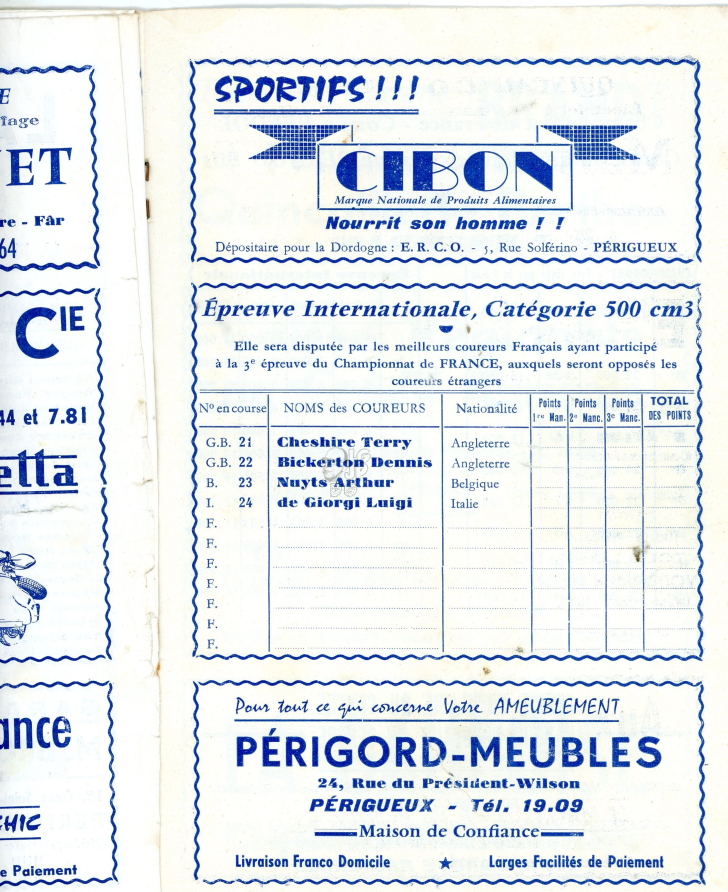 E
age
ET
re - Fâr
64
CIE
44 et 7.81
etta
ance
CHIC
e Paiement
SPORTIFS!!!
CIBON
Marque Nationale de Produits Alimentaires
Nourrit son homme ! !
Dépositaire pour la Dordogne : E. R. C. O. - 5, Rue Solférino - PÉRIGUEUX
Épreuve Internationale, Catégorie 500 cm3
Elle sera disputée par les meilleurs coureurs Français ayant participé
à la 3e épreuve du Championnat de FRANCE, auxquels seront opposés les
coureurs étrangers
No en course NOMS des COUREURS Nationalité Points 1re Man. Points 2e Manc. Points 3e Manc. TOTAL DES POINTS
G.B. 21 Cheshire Terry Angleterre
G.B. 22 Bickerton Dennis Angleterre
B. 23 Nuyts Arthur Belgique
I. 24 de Giorgi Luigi Italie
F.
F.
F.
F.
F.
F.
F.
Pour tout ce qui concerne Votre AMEUBLEMENT
PÉRIGORD-MEUBLES
24, Rue du Président-Wilson
PÉRIGUEUX - Tél. 19.09
Maison de Confiance
Livraison Franco Domicile ★ Larges Facilités de Paiement